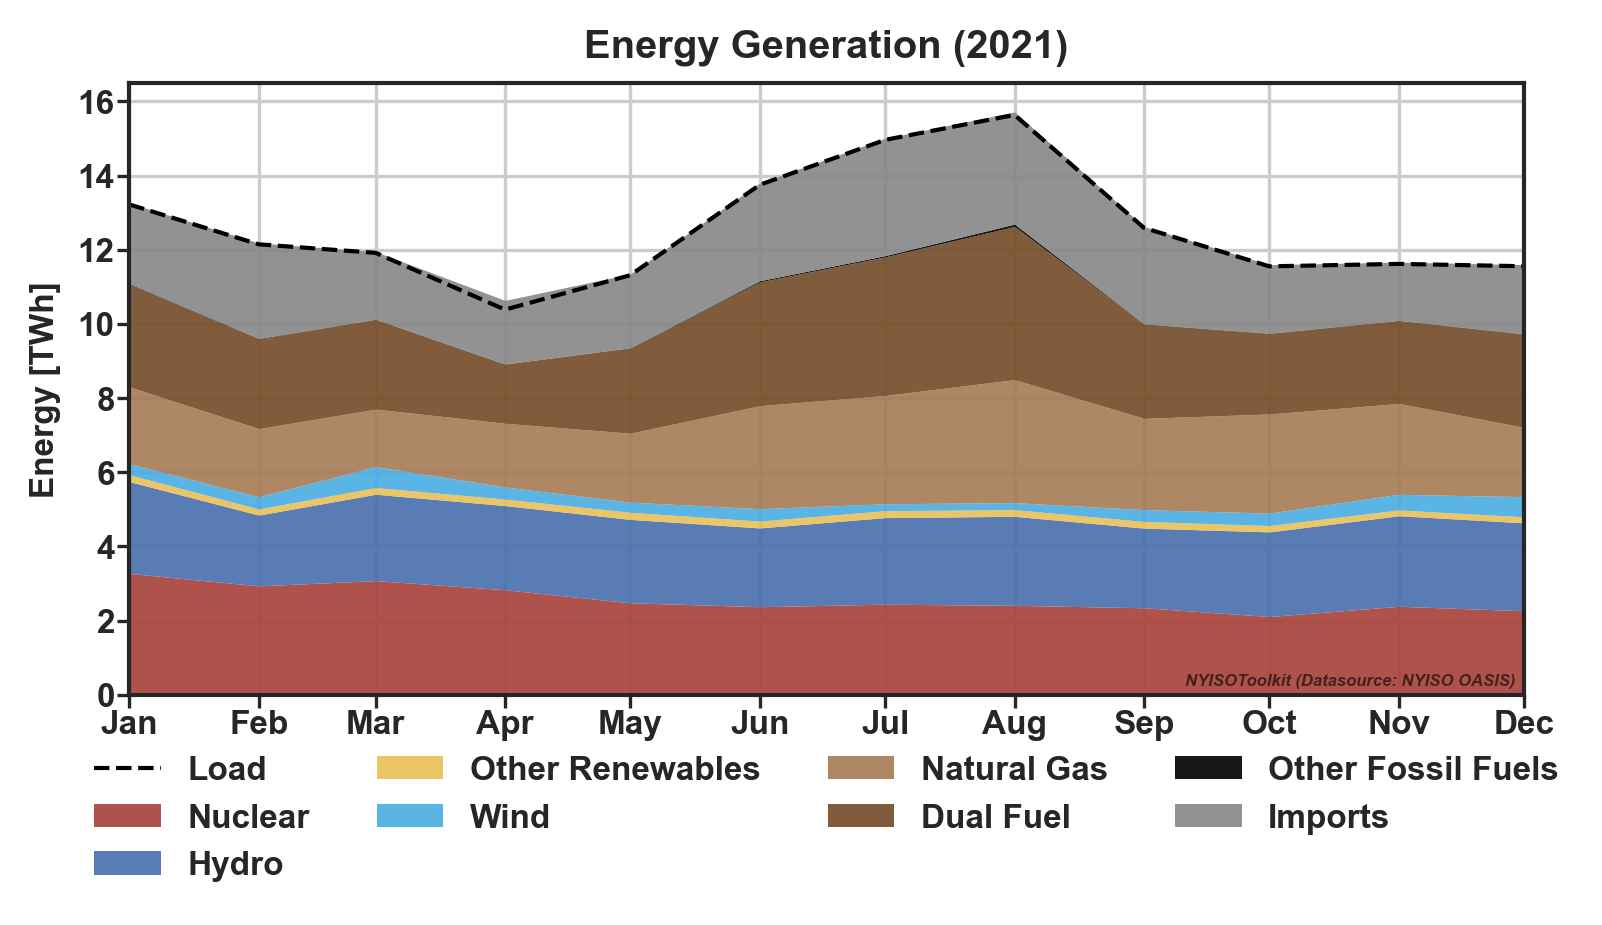 Energy Generation (2021)
Energy [TWh]
16
14
12
10
8
6
4
2
0
NYISOToolkit (Datasource: NYISO OASIS)
Jan Feb Mar Apr May Jun Jul Aug Sep Oct Nov Dec
Load Other Renewables Natural Gas Other Fossil Fuels
Nuclear Wind Dual Fuel Imports
Hydro